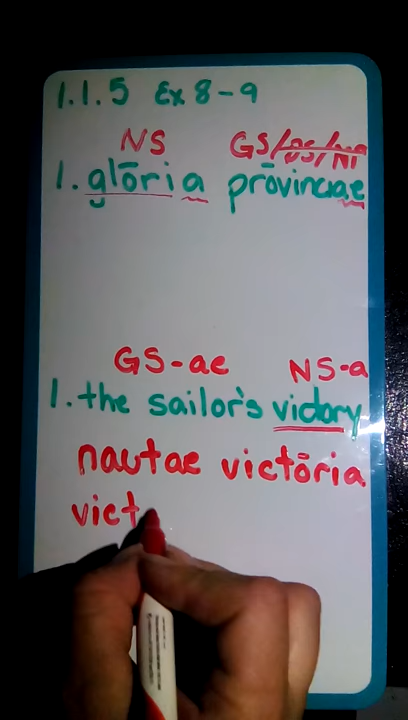 1.1.5 Ex 8-9
NS GS/DS/NP
1. glōria prōvinciae
GS-ae NS-a
1. the sailor's victory
nautae victōria
vict